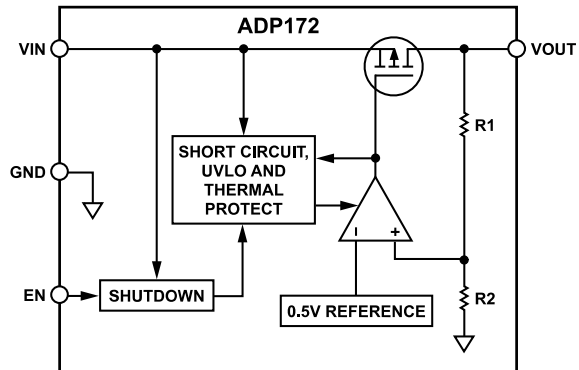 ADP172
VIN
VOUT
R1
SHORT CIRCUIT,
UVLO AND
THERMAL
PROTECT
GND
– +
EN
SHUTDOWN
0.5V REFERENCE
R2